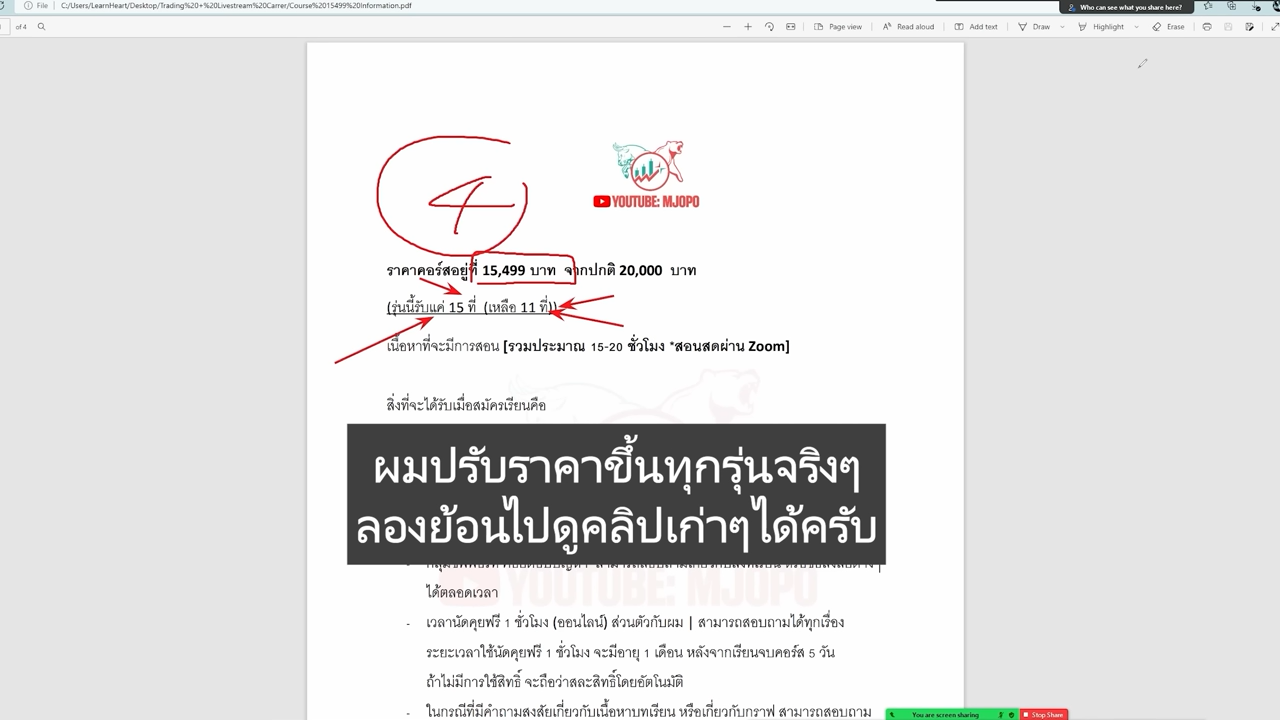 File | C:/Users/LearnHeart/Desktop/Trading%20+%20Livestream%20Carrer/Course%2015499%20Information.pdf
Who can see what you share here?
of 4
Page view
Read aloud
Add text
Draw
Highlight
Erase
4
YOUTUBE: MJOPO
ราคาคอร์สอยู่ที่ 15,499 บาท จากปกติ 20,000 บาท
(รุ่นนี้รับแค่ 15 ที่ (เหลือ 11 ที่))
เนื้อหาที่จะมีการสอน [รวมประมาณ 15-20 ชั่วโมง *สอนสดผ่าน Zoom]
สิ่งที่จะได้รับเมื่อสมัครเรียนคือ
ผมปรับราคาขึ้นทุกรุ่นจริงๆ
ลองย้อนไปดูคลิปเก่าๆได้ครับ
YOUTUBE: MJOPO
ได้ตลอดเวลา
- เวลานัดคุยฟรี 1 ชั่วโมง (ออนไลน์) ส่วนตัวกับผม | สามารถสอบถามได้ทุกเรื่อง
ระยะเวลาใช้นัดคุยฟรี 1 ชั่วโมง จะมีอายุ 1 เดือน หลังจากเรียนจบคอร์ส 5 วัน
ถ้าไม่มีการใช้สิทธิ์ จะถือว่าสละสิทธิ์โดยอัตโนมัติ
- ในกรณีที่มีคำถามสงสัยเกี่ยวกับเนื้อหาบทเรียน หรือเกี่ยวกับกราฟ สามารถสอบถาม
You are screen sharing
Stop Share